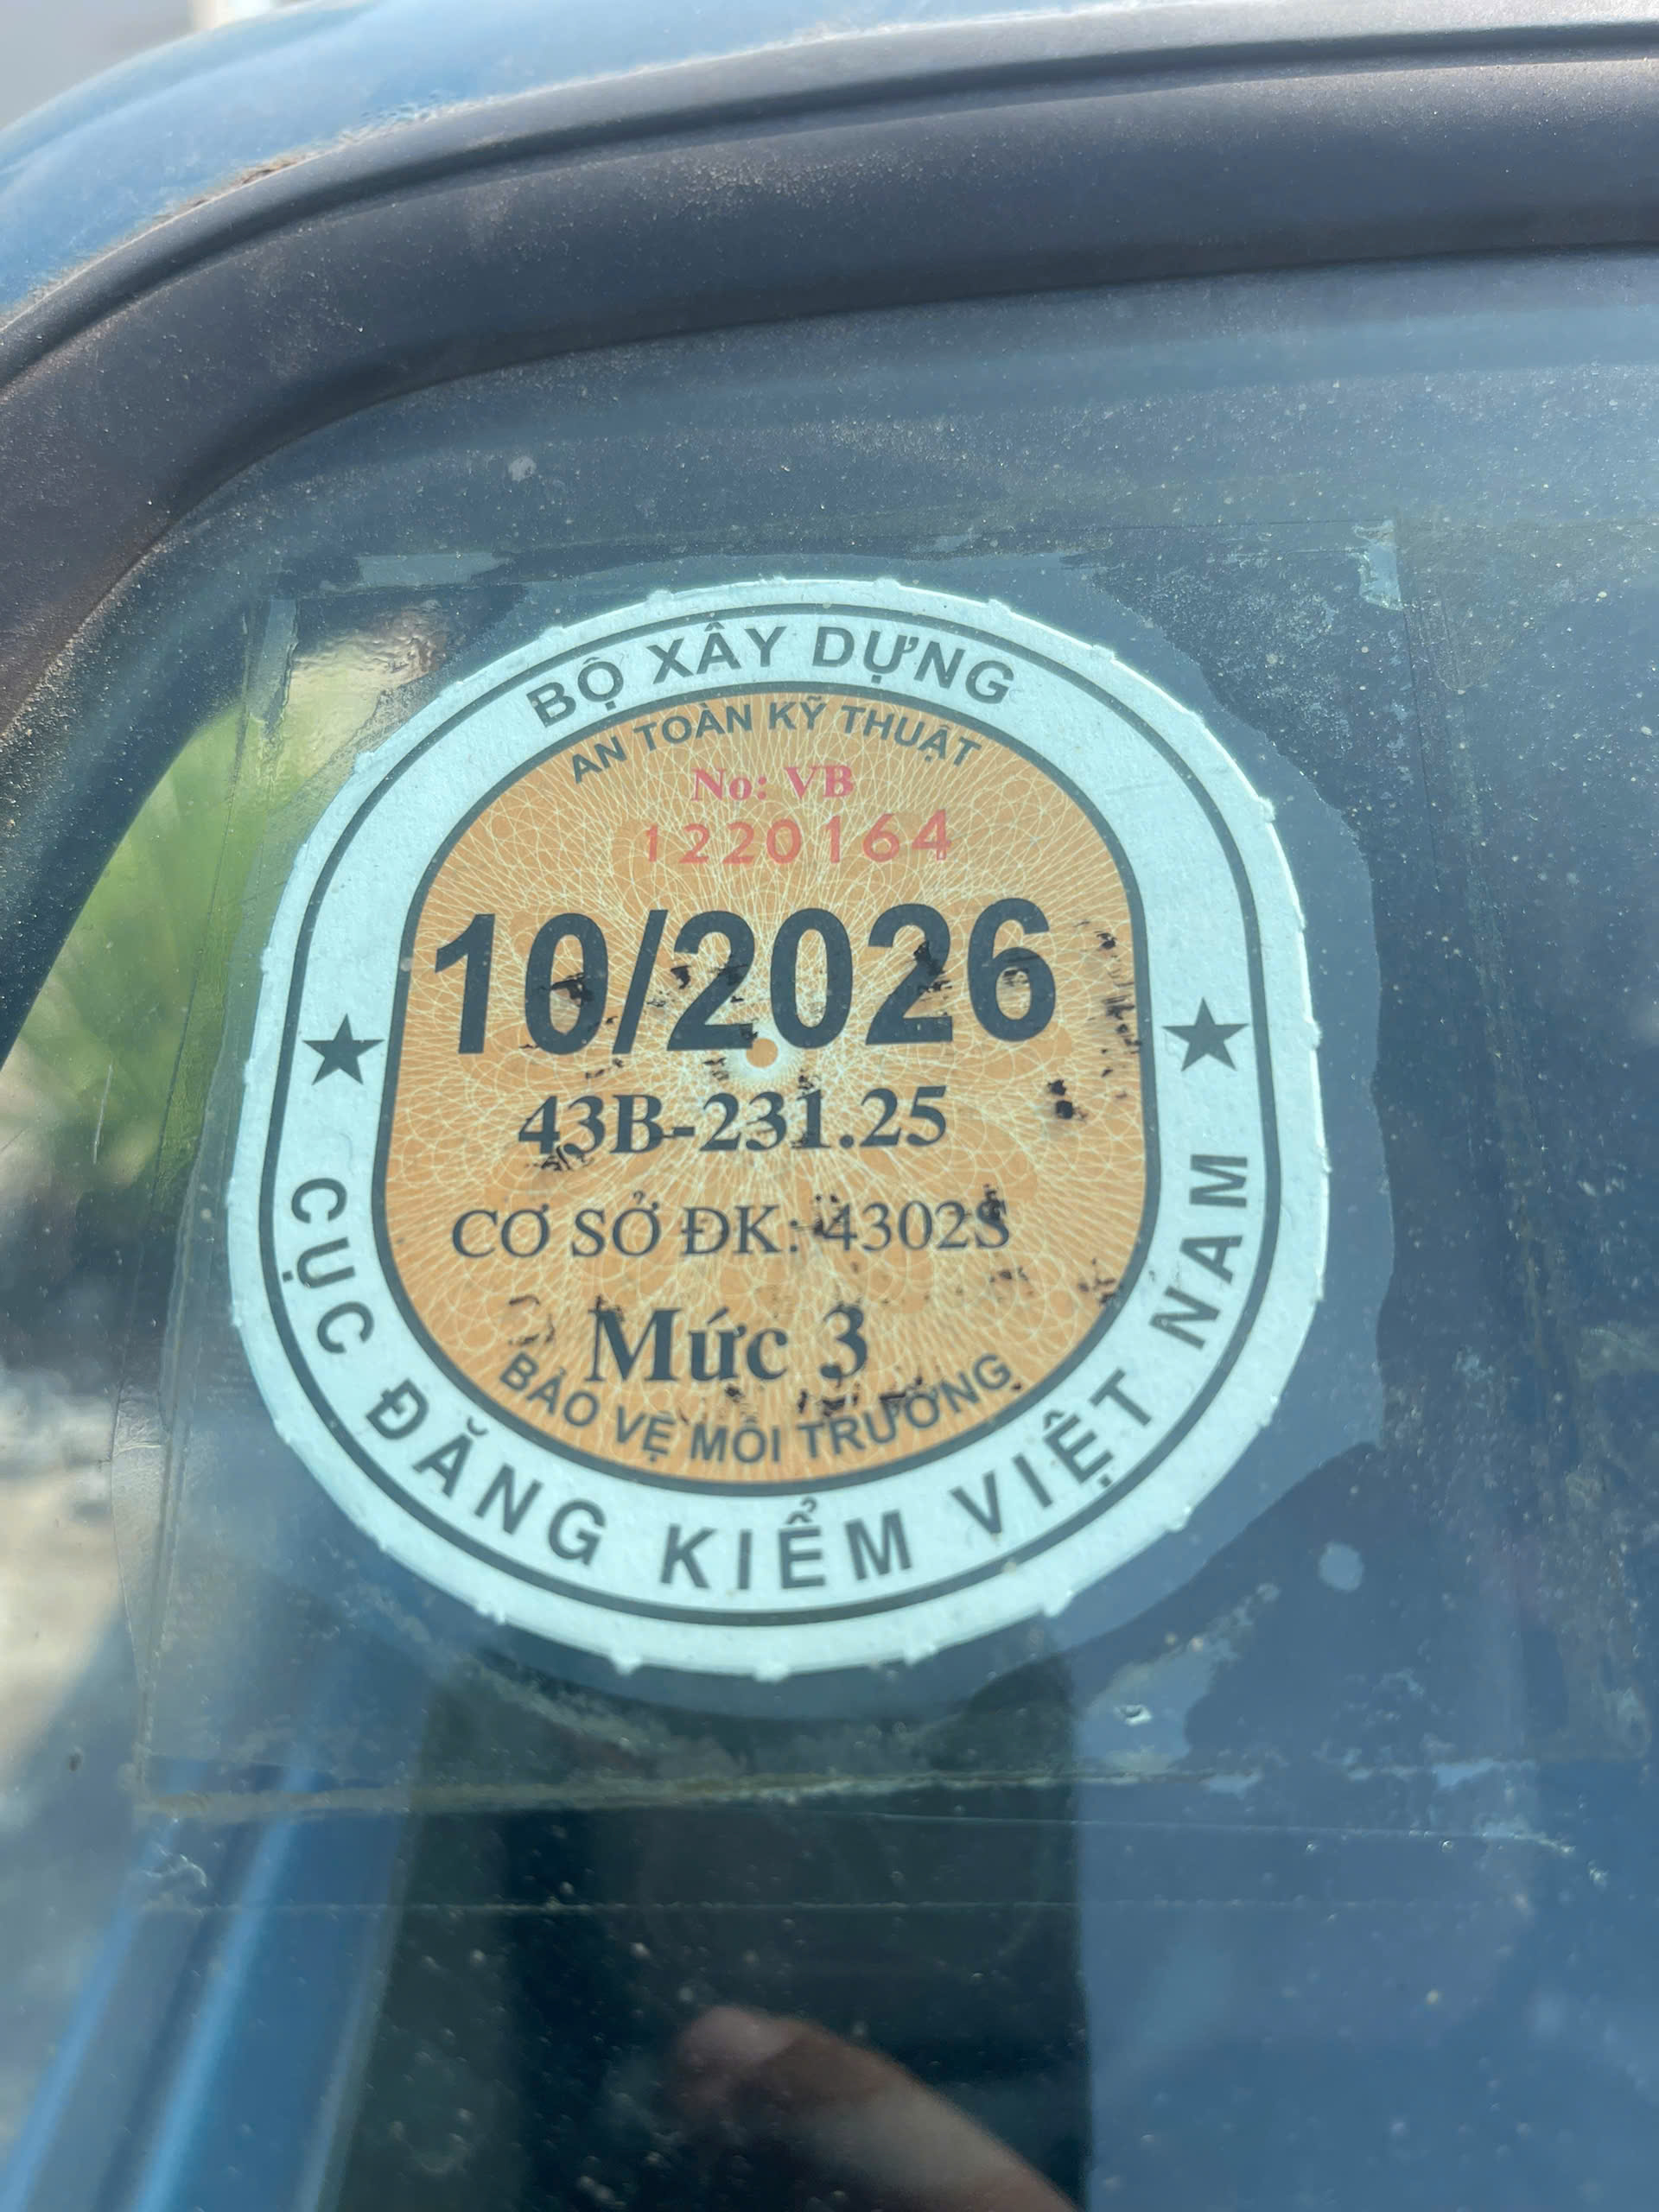 BỘ XÂY DỰNG
AN TOÀN KỸ THUẬT
No: VB
1220164
10/2026
43B-231.25
CƠ SỞ ĐK: 4302S
Mức 3
BẢO VỆ MÔI TRƯỜNG
★ CỤC ĐĂNG KIỂM VIỆT NAM ★